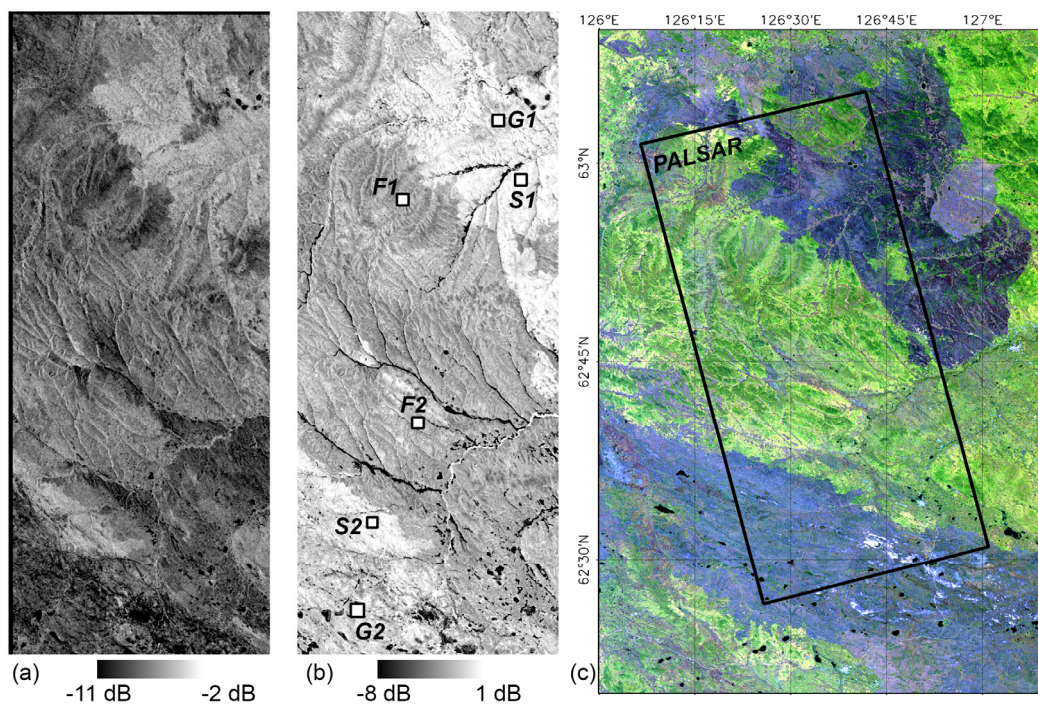 126°E 126°15'E 126°30'E 126°45'E 127°E
PALSAR
63°N
62°45'N
62°30'N
G1
S1
F1
F2
S2
G2
(a) -11 dB -2 dB
(b) -8 dB 1 dB
(c)